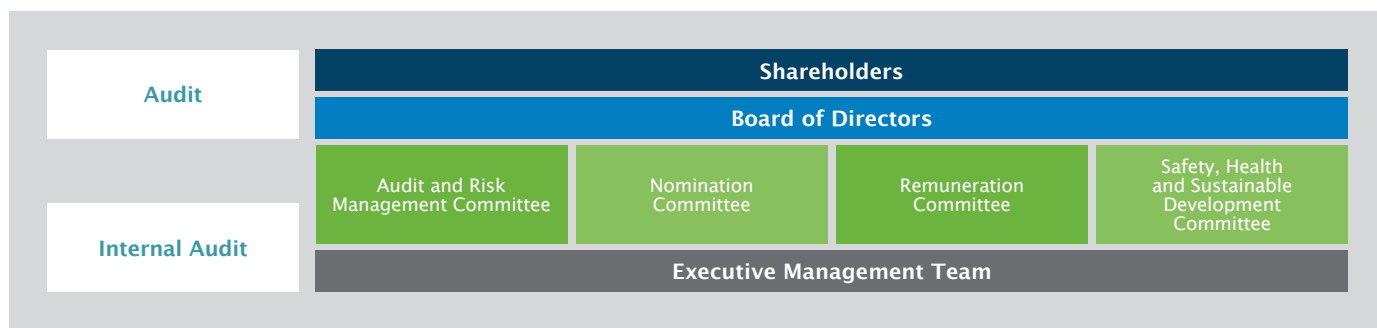 Audit
Shareholders
Board of Directors
Audit and Risk
Management Committee
Nomination
Committee
Remuneration
Committee
Safety, Health
and Sustainable
Development
Committee
Internal Audit
Executive Management Team